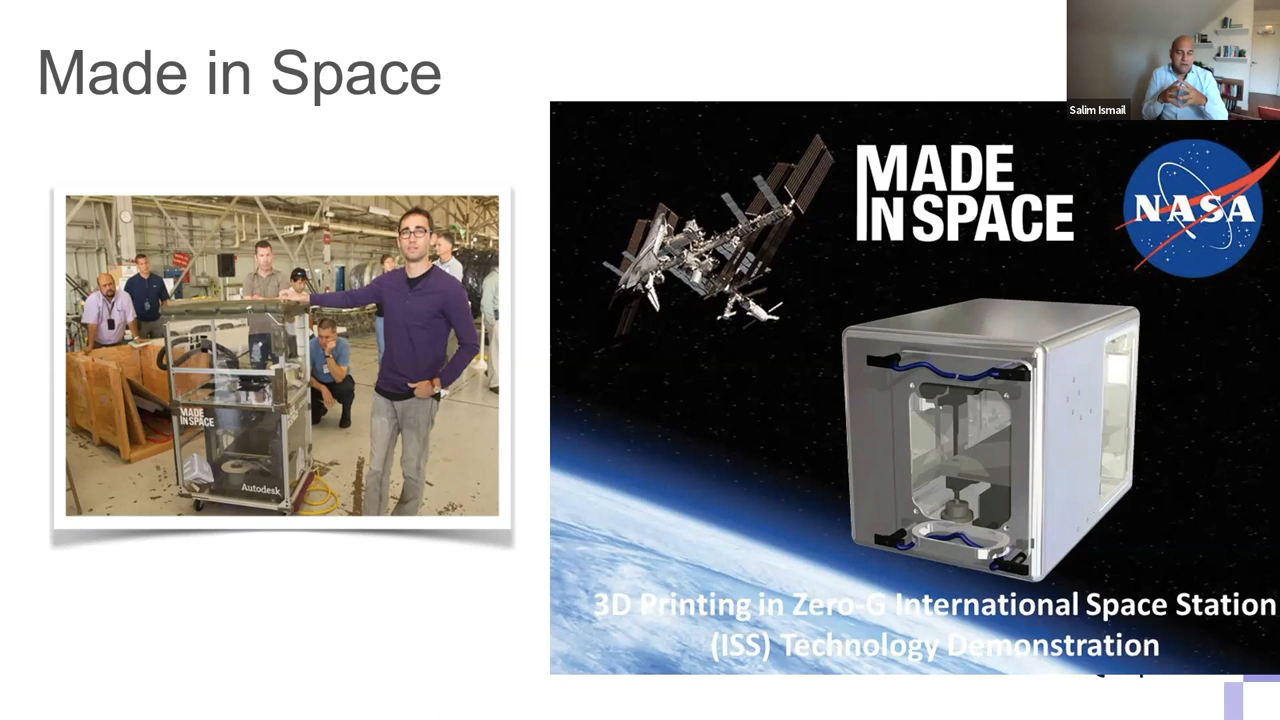 Made in Space
Salim Ismail
MADE
IN SPACE
NASA
MADE
IN SPACE
Autodesk
3D Printing in Zero-G International Space Station
(ISS) Technology Demonstration